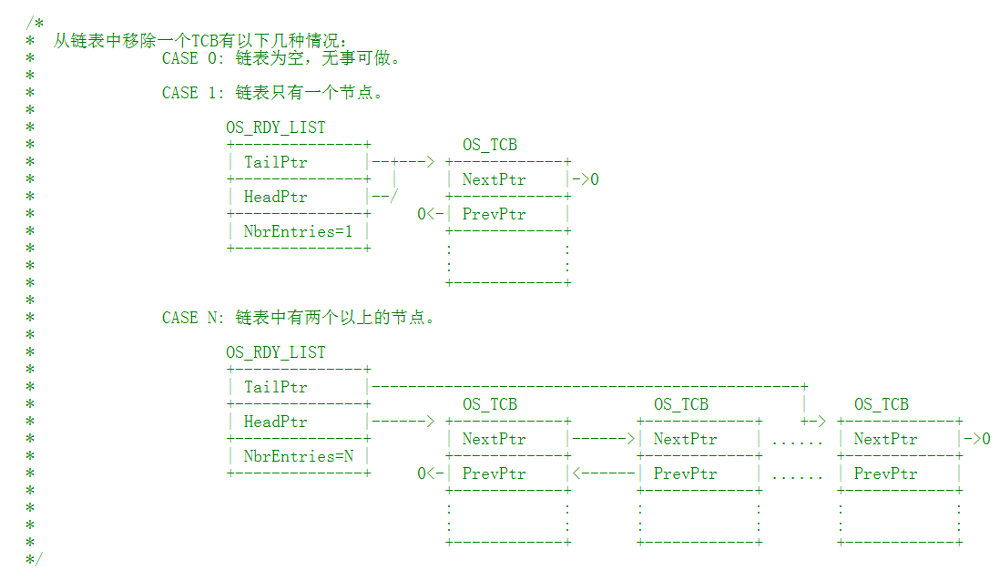 /*
*  从链表中移除一个TCB有以下几种情况:
*              CASE 0: 链表为空，无事可做。
*
*              CASE 1: 链表只有一个节点。
*
*                     OS_RDY_LIST
*                     +--------------+          OS_TCB
*                     | TailPtr      |--+---> +------------+
*                     +--------------+  |     | NextPtr    |->0
*                     | HeadPtr      |--/     +------------+
*                     +--------------+     0<-| PrevPtr    |
*                     | NbrEntries=1 |        +------------+
*                     +--------------+        :            :
*                                             :            :
*                                             +------------+
*
*              CASE N: 链表中有两个以上的节点。
*
*                     OS_RDY_LIST
*                     +--------------+
*                     | TailPtr      |-----------------------------------------------+
*                     +--------------+          OS_TCB               OS_TCB          |     OS_TCB
*                     | HeadPtr      |------> +------------+       +------------+    +-> +------------+
*                     +--------------+        | NextPtr    |------>| NextPtr    | ...... | NextPtr    |->0
*                     | NbrEntries=N |        +------------+       +------------+        +------------+
*                     +--------------+     0<-| PrevPtr    |<------| PrevPtr    | ...... | PrevPtr    |
*                                             +------------+       +------------+        +------------+
*                                             :            :       :            :        :            :
*                                             :            :       :            :        :            :
*                                             +------------+       +------------+        +------------+
*/